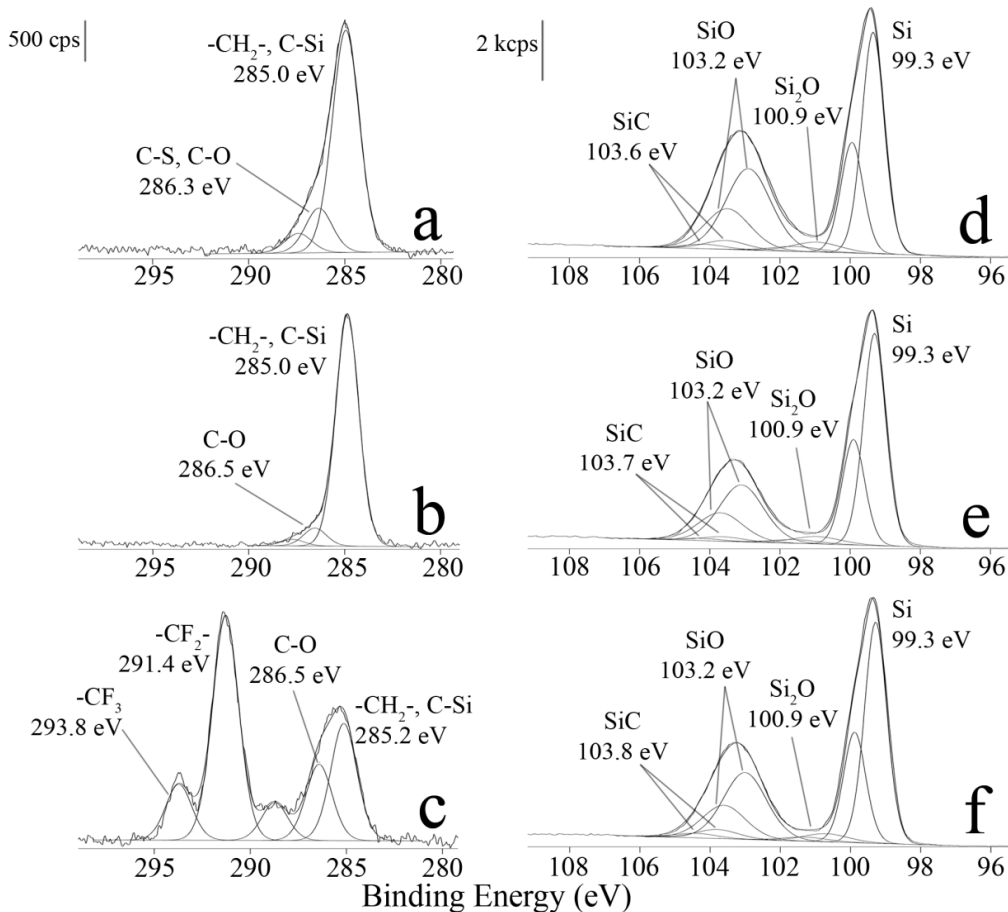 500 cps
-CH₂-, C-Si
285.0 eV
C-S, C-O
286.3 eV
a
295 290 285 280
2 kcps
SiO
103.2 eV
Si
99.3 eV
Si₂O
100.9 eV
SiC
103.6 eV
d
108 106 104 102 100 98 96
-CH₂-, C-Si
285.0 eV
C-O
286.5 eV
b
295 290 285 280
Si
99.3 eV
SiO
103.2 eV
Si₂O
100.9 eV
SiC
103.7 eV
e
108 106 104 102 100 98 96
-CF₂-
291.4 eV
C-O
286.5 eV
-CF₃
293.8 eV
-CH₂-, C-Si
285.2 eV
c
295 290 285 280
Si
99.3 eV
SiO
103.2 eV
Si₂O
100.9 eV
SiC
103.8 eV
f
108 106 104 102 100 98 96
Binding Energy (eV)